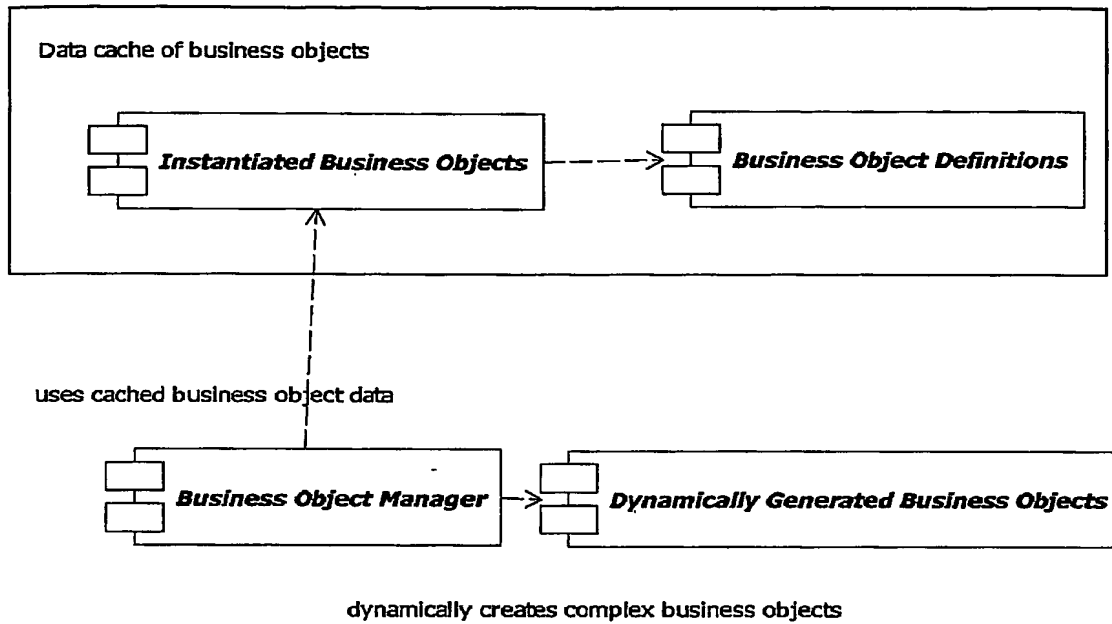 Data cache of business objects
Instantiated Business Objects
Business Object Definitions
uses cached business object data
Business Object Manager
Dynamically Generated Business Objects
dynamically creates complex business objects